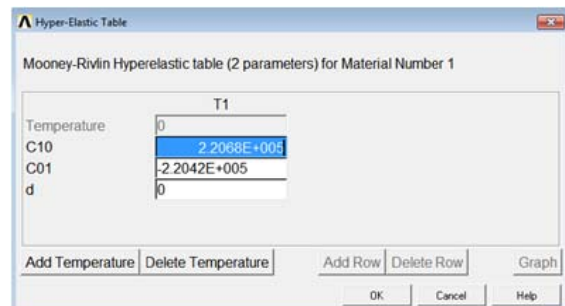 Hyper-Elastic Table
Mooney-Rivlin Hyperelastic table (2 parameters) for Material Number 1
T1
Temperature 0
C10 2.2068E+005
C01 -2.2042E+005
d 0
Add Temperature Delete Temperature Add Row Delete Row Graph
OK Cancel Help